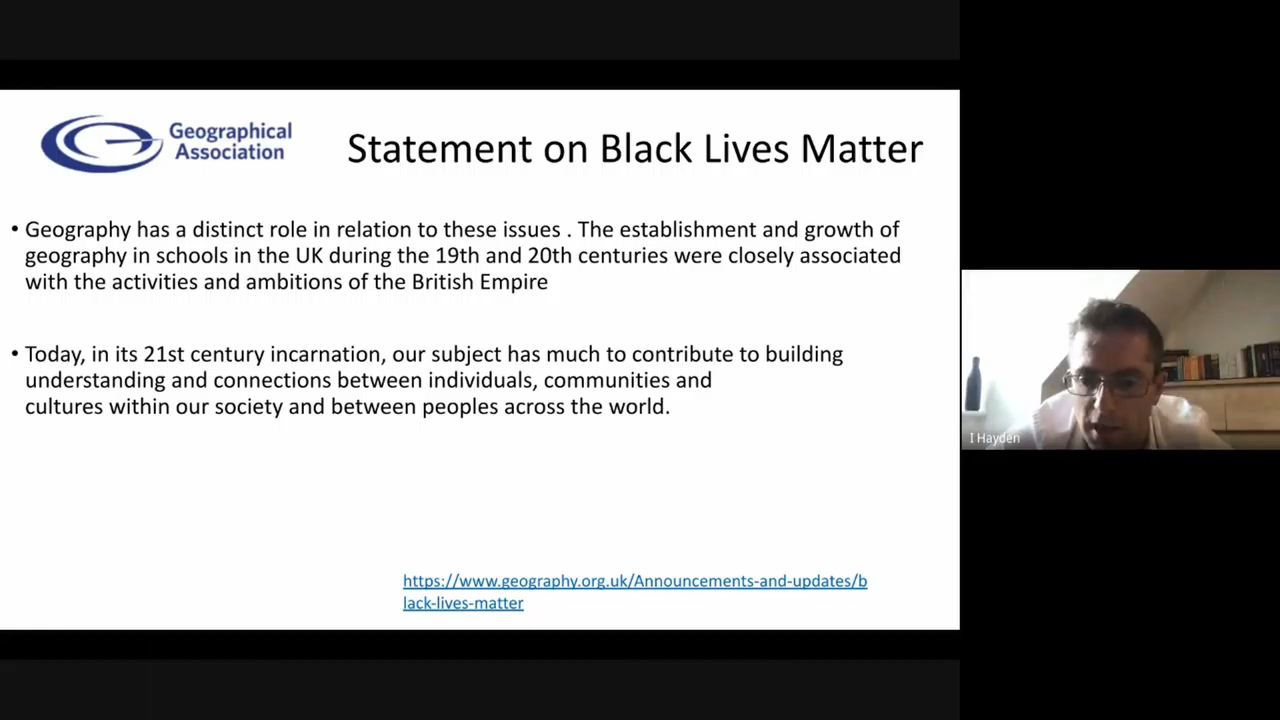 Geographical
Association
Statement on Black Lives Matter
• Geography has a distinct role in relation to these issues . The establishment and growth of
geography in schools in the UK during the 19th and 20th centuries were closely associated
with the activities and ambitions of the British Empire
• Today, in its 21st century incarnation, our subject has much to contribute to building
understanding and connections between individuals, communities and
cultures within our society and between peoples across the world.
https://www.geography.org.uk/Announcements-and-updates/b
lack-lives-matter
I Hayden